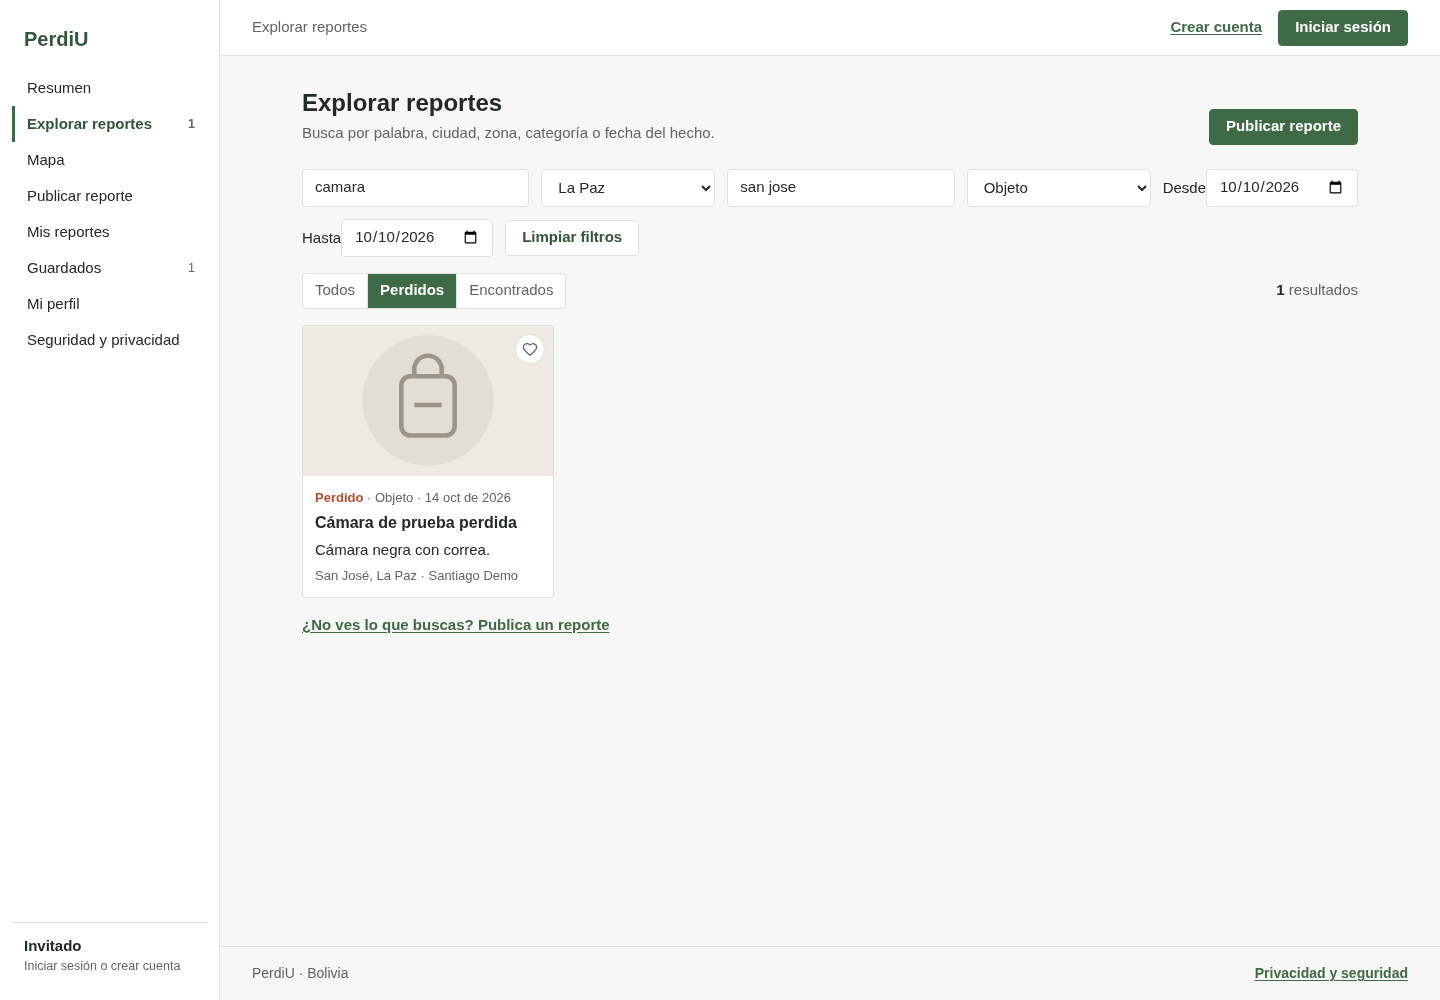 PerdiU
Resumen
Explorar reportes 1
Mapa
Publicar reporte
Mis reportes
Guardados 1
Mi perfil
Seguridad y privacidad
Invitado
Iniciar sesión o crear cuenta
Explorar reportes
Crear cuenta
Iniciar sesión
Explorar reportes
Busca por palabra, ciudad, zona, categoría o fecha del hecho.
Publicar reporte
camara
La Paz
san jose
Objeto
Desde 10/10/2026
Hasta 10/10/2026
Limpiar filtros
Todos
Perdidos
Encontrados
1 resultados
Perdido · Objeto · 14 oct de 2026
Cámara de prueba perdida
Cámara negra con correa.
San José, La Paz · Santiago Demo
¿No ves lo que buscas? Publica un reporte
PerdiU · Bolivia
Privacidad y seguridad